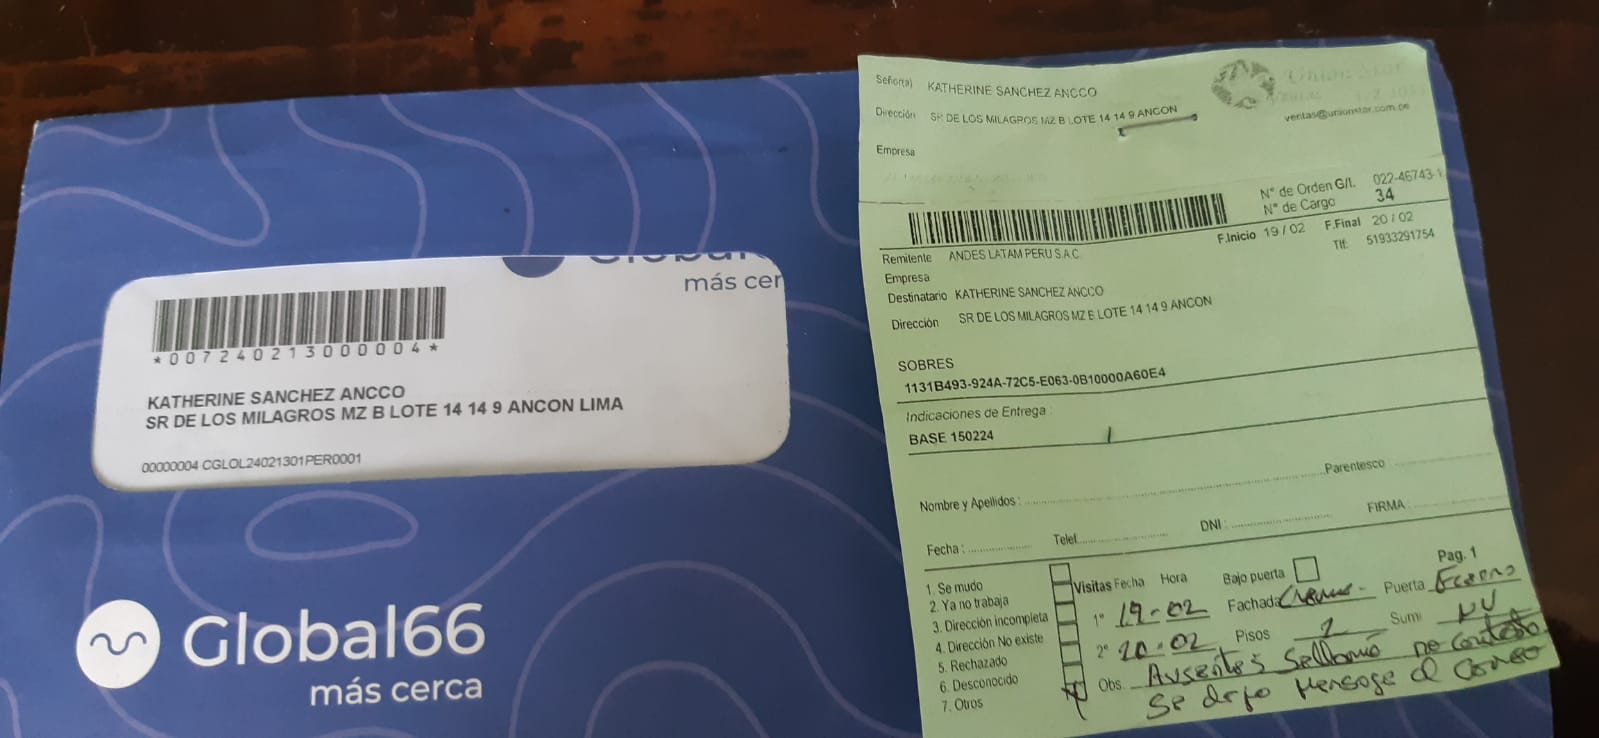 Global66
más cer
*0072402130000004*
KATHERINE SANCHEZ ANCCO
SR DE LOS MILAGROS MZ B LOTE 14 14 9 ANCON LIMA
00000004 CGLOL24021301PER0001
Global66
más cerca
Señor(a) KATHERINE SANCHEZ ANCCO
Union Star
Dirección SR DE LOS MILAGROS MZ B LOTE 14 14 9 ANCON
ventas@unionstar.com.pe
Empresa
N° de Orden G/I. 022-46743-1
N° de Cargo 34
F.Inicio 19 / 02 F.Final 20 / 02
Remitente ANDES LATAM PERU S.A.C.
Tlf: 51933291754
Empresa
Destinatario KATHERINE SANCHEZ ANCCO
Dirección SR DE LOS MILAGROS MZ B LOTE 14 14 9 ANCON
SOBRES
1131B493-924A-72C5-E063-0B10000A60E4
Indicaciones de Entrega :
BASE 150224
Nombre y Apellidos : Parentesco
Fecha : Telef. DNI : FIRMA :
Pag. 1
1. Se mudo
2. Ya no trabaja
3. Dirección incompleta
4. Dirección No existe
5. Rechazado
6. Desconocido
7. Otros
Visitas Fecha Hora Bajo puerta
1° 19-02 Fachada Puerta
2° 20-02 Pisos Sumi
Obs. Ausentes no contesto
Se dejo mensaje al correo